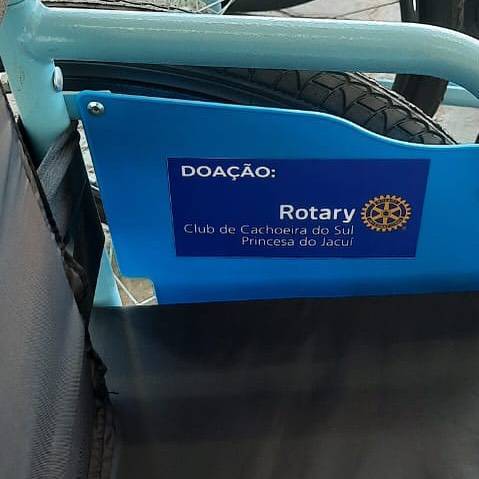 DOAÇÃO:
Rotary
Club de Cachoeira do Sul
Princesa do Jacuí